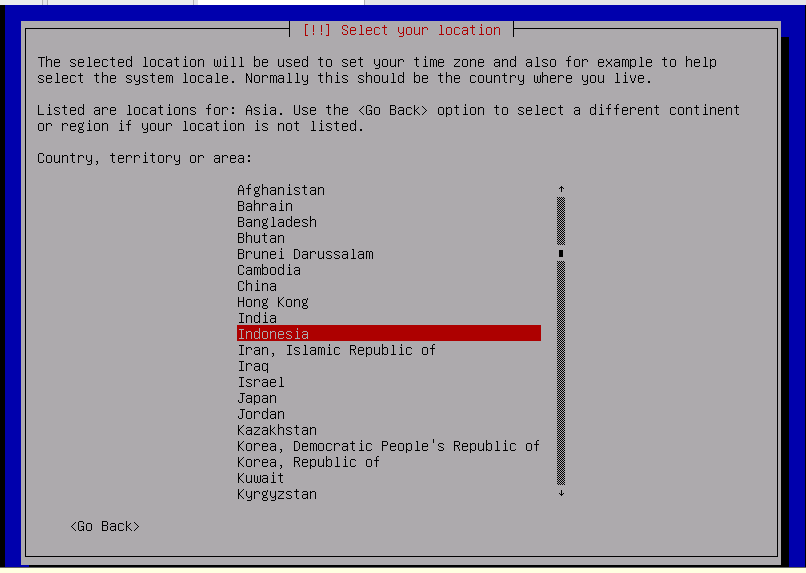 [!!] Select your location
The selected location will be used to set your time zone and also for example to help
select the system locale. Normally this should be the country where you live.
Listed are locations for: Asia. Use the <Go Back> option to select a different continent
or region if your location is not listed.
Country, territory or area:
Afghanistan
Bahrain
Bangladesh
Bhutan
Brunei Darussalam
Cambodia
China
Hong Kong
India
Indonesia
Iran, Islamic Republic of
Iraq
Israel
Japan
Jordan
Kazakhstan
Korea, Democratic People's Republic of
Korea, Republic of
Kuwait
Kyrgyzstan
<Go Back>